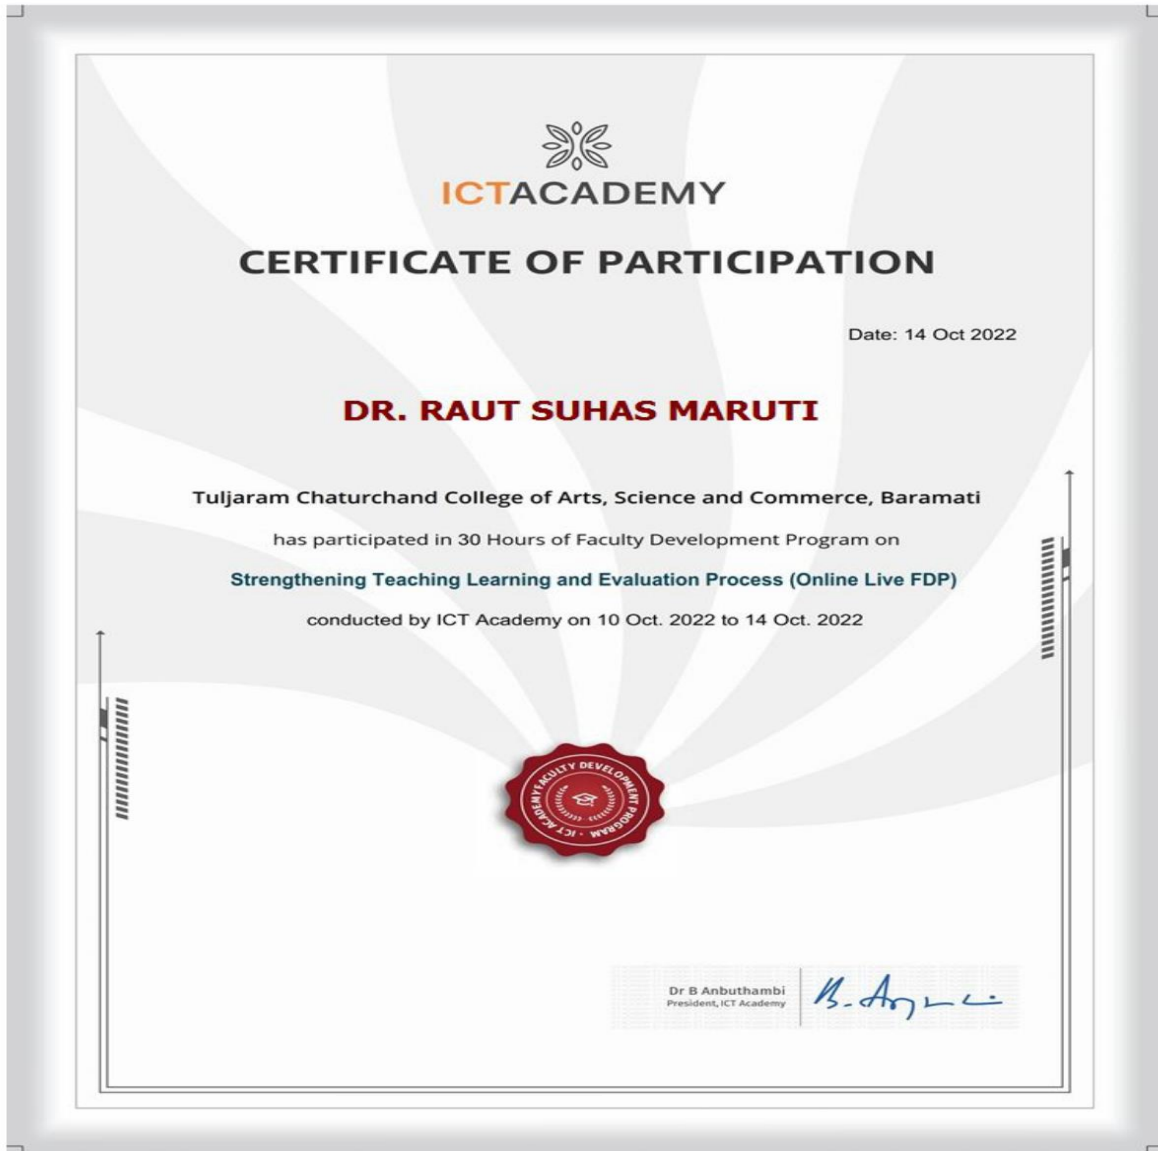 ICTACADEMY
CERTIFICATE OF PARTICIPATION
Date: 14 Oct 2022
DR. RAUT SUHAS MARUTI
Tuljaram Chaturchand College of Arts, Science and Commerce, Baramati
has participated in 30 Hours of Faculty Development Program on
Strengthening Teaching Learning and Evaluation Process (Online Live FDP)
conducted by ICT Academy on 10 Oct. 2022 to 14 Oct. 2022
FACULTY DEVELOPMENT PROGRAM · ICT ACADEMY
Dr B Anbuthambi
President, ICT Academy